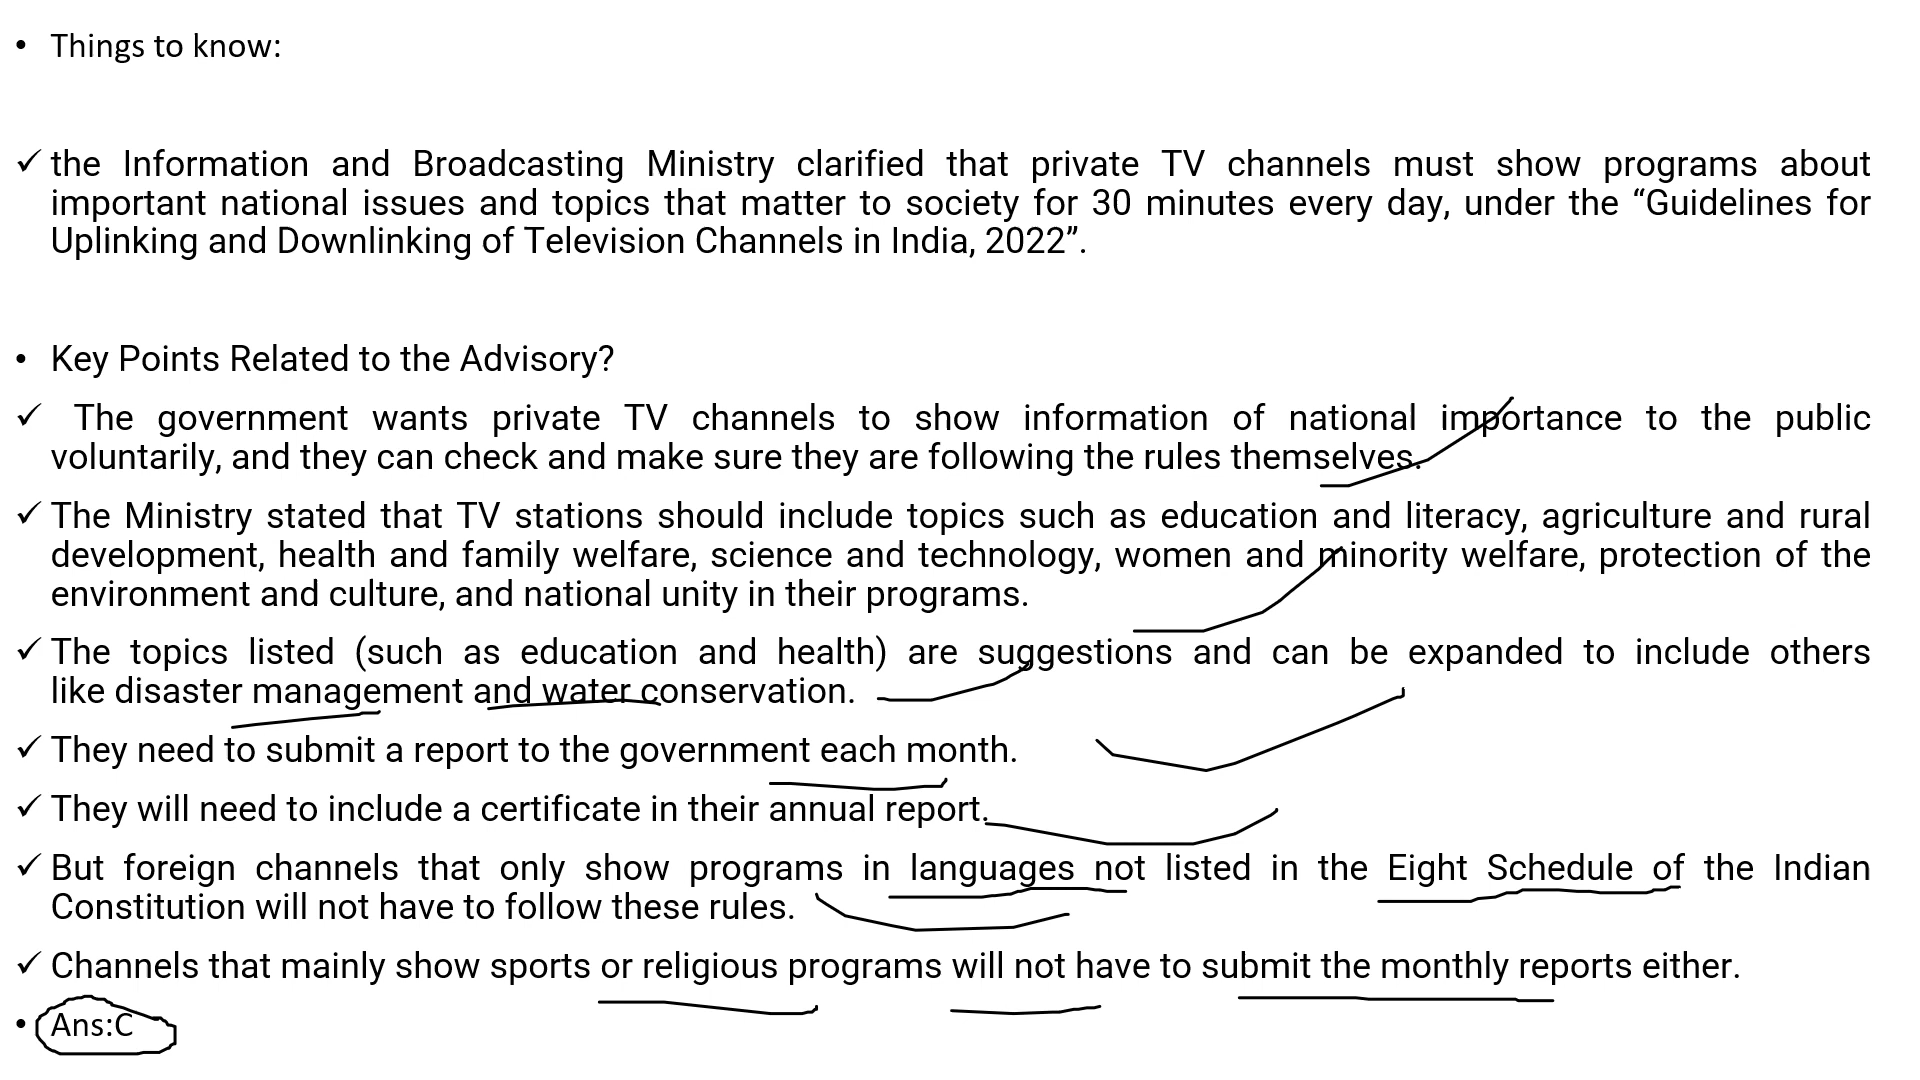 • Things to know:
✓ the Information and Broadcasting Ministry clarified that private TV channels must show programs about
important national issues and topics that matter to society for 30 minutes every day, under the “Guidelines for
Uplinking and Downlinking of Television Channels in India, 2022”.
• Key Points Related to the Advisory?
✓ The government wants private TV channels to show information of national importance to the public
voluntarily, and they can check and make sure they are following the rules themselves.
✓ The Ministry stated that TV stations should include topics such as education and literacy, agriculture and rural
development, health and family welfare, science and technology, women and minority welfare, protection of the
environment and culture, and national unity in their programs.
✓ The topics listed (such as education and health) are suggestions and can be expanded to include others
like disaster management and water conservation.
✓ They need to submit a report to the government each month.
✓ They will need to include a certificate in their annual report.
✓ But foreign channels that only show programs in languages not listed in the Eight Schedule of the Indian
Constitution will not have to follow these rules.
✓ Channels that mainly show sports or religious programs will not have to submit the monthly reports either.
• Ans:C